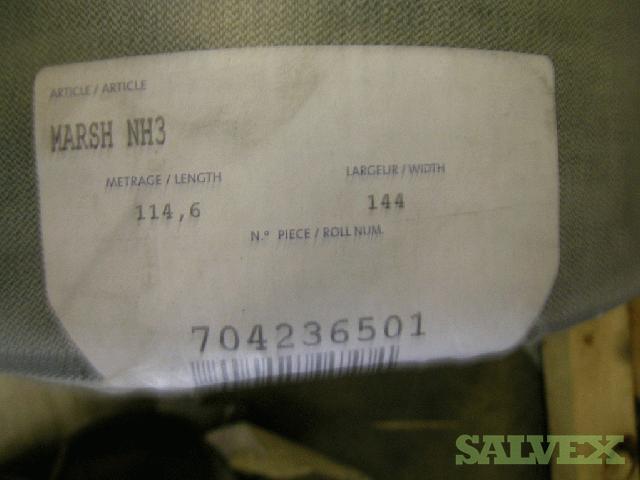 ARTICLE / ARTICLE
MARSH NH3
METRAGE / LENGTH
LARGEUR / WIDTH
114,6
144
N.º PIECE / ROLL NUM.
704236501
SALVEX